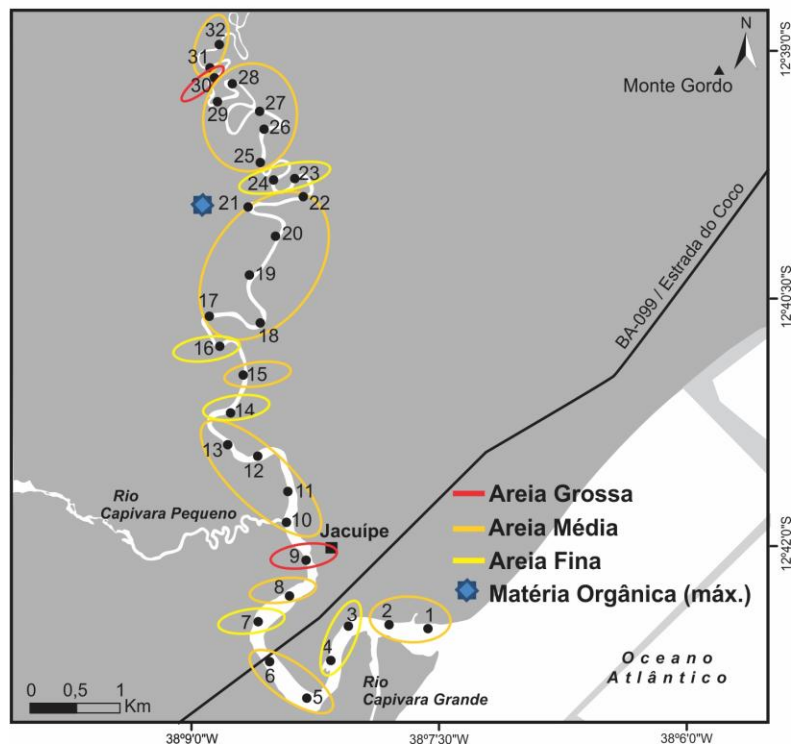 32
N
12°39'0"S
31
Monte Gordo
30
28
29
27
26
25
23
24
21
22
20
BA-099 / Estrada do Coco
19
12°40'30"S
17
18
16
15
14
13
12
11
Rio
Capivara Pequeno
10
Jacuípe
9
12°42'0"S
Areia Grossa
Areia Média
Areia Fina
Matéria Orgânica (máx.)
8
7
3
2
1
4
6
5
Rio
Capivara Grande
Oceano
Atlântico
0 0,5 1
Km
38°9'0"W
38°7'30"W
38°6'0"W